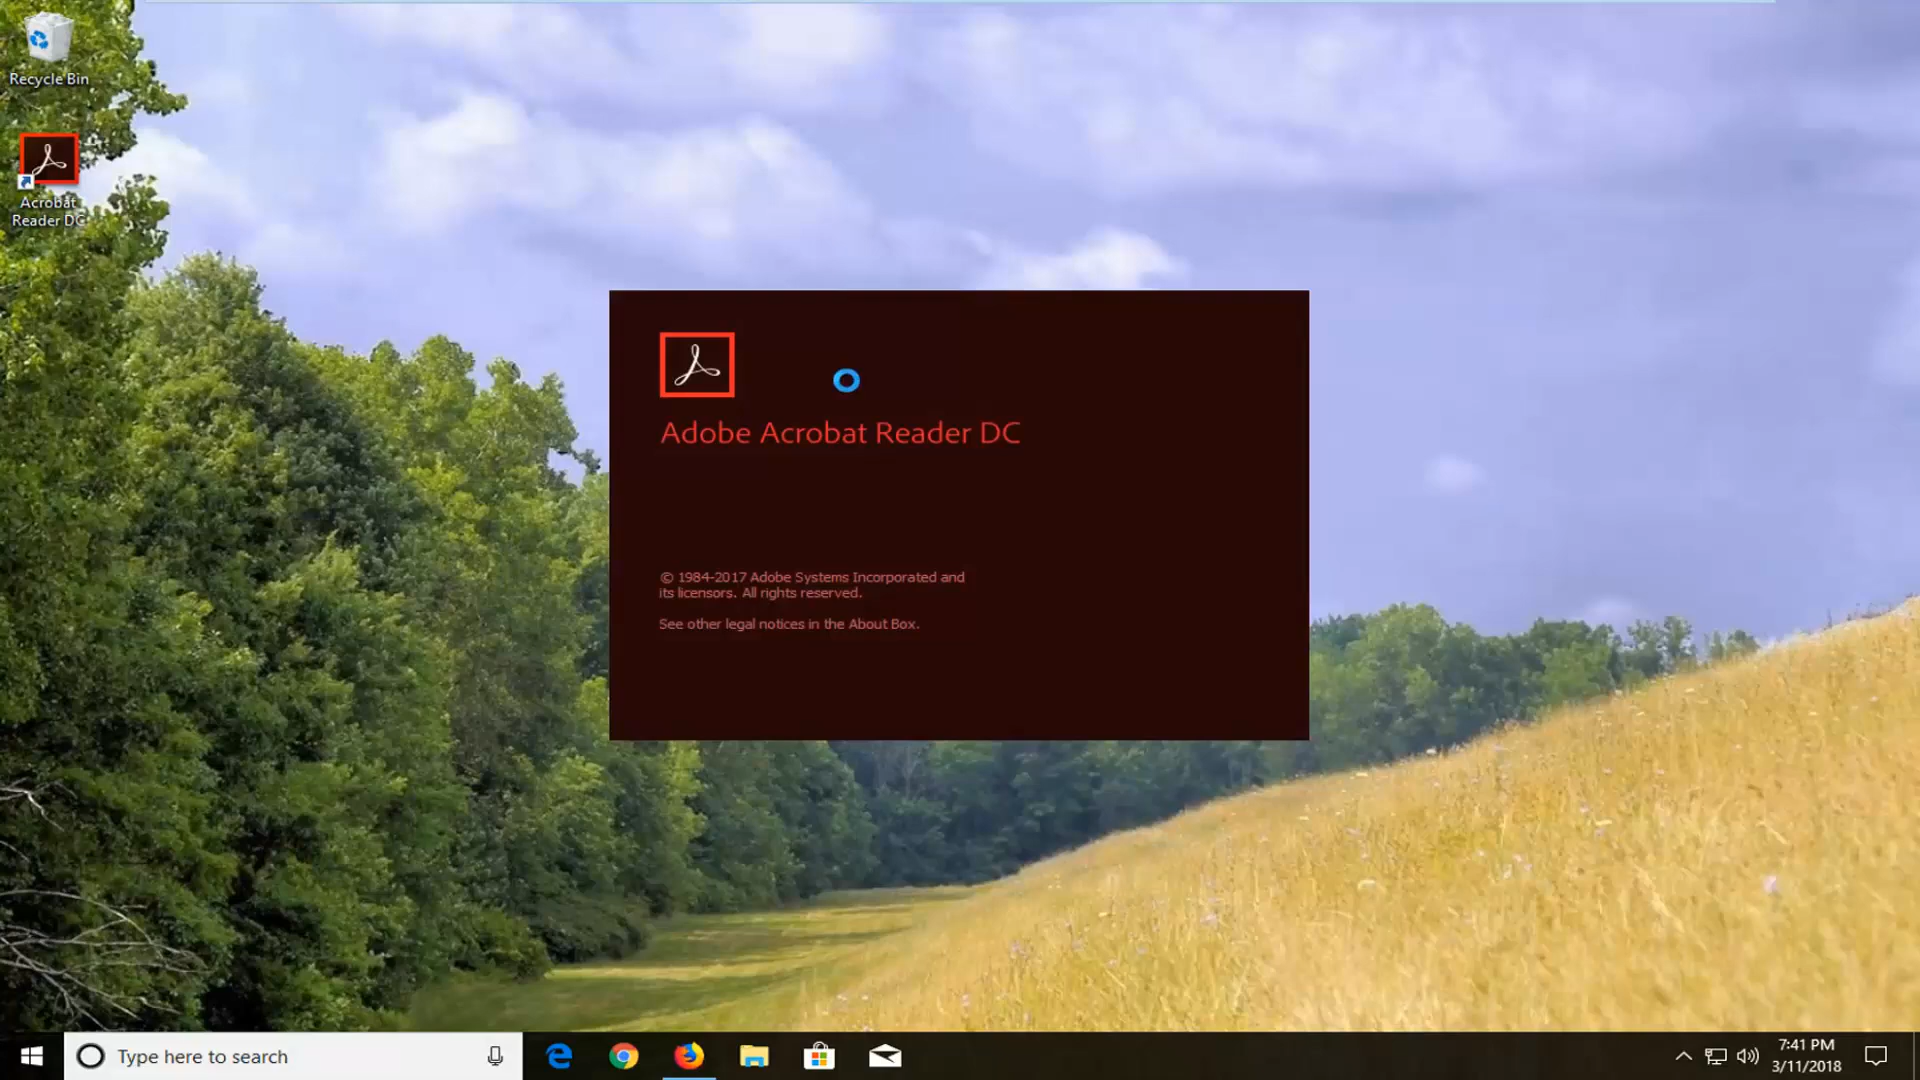 Recycle Bin
Acrobat
Reader DC
Adobe Acrobat Reader DC
© 1984-2017 Adobe Systems Incorporated and
its licensors. All rights reserved.
See other legal notices in the About Box.
Type here to search
7:41 PM
3/11/2018